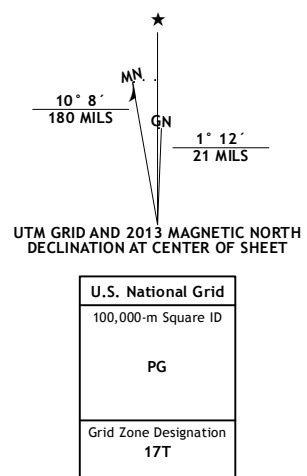 MN
GN
10° 8´
180 MILS
1° 12´
21 MILS
UTM GRID AND 2013 MAGNETIC NORTH
DECLINATION AT CENTER OF SHEET
U.S. National Grid
100,000-m Square ID
PG
Grid Zone Designation
17T